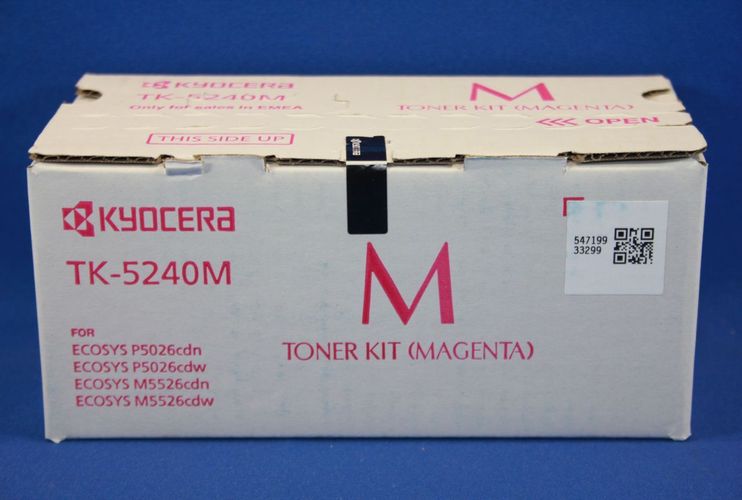 KYOCERA
TK-5240M
Only for sales in EMEA
M
TONER KIT (MAGENTA)
<<< OPEN
THIS SIDE UP
KYOCERA
KYOCERA
TK-5240M
M
TONER KIT (MAGENTA)
547199
33299
FOR
ECOSYS P5026cdn
ECOSYS P5026cdw
ECOSYS M5526cdn
ECOSYS M5526cdw